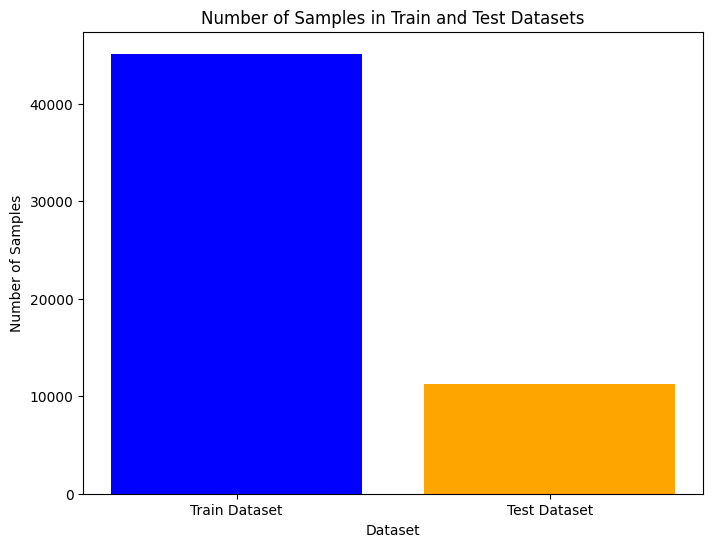 Number of Samples in Train and Test Datasets
Number of Samples
40000
30000
20000
10000
0
Train Dataset
Test Dataset
Dataset